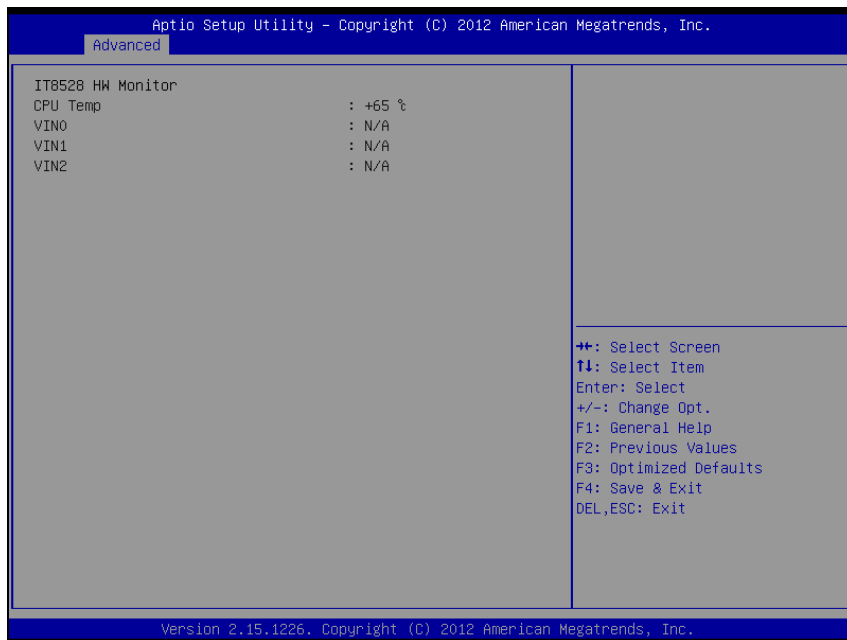 Aptio Setup Utility – Copyright (C) 2012 American Megatrends, Inc.
Advanced
IT8528 HW Monitor
CPU Temp : +65 ℃
VIN0 : N/A
VIN1 : N/A
VIN2 : N/A
→←: Select Screen
↑↓: Select Item
Enter: Select
+/-: Change Opt.
F1: General Help
F2: Previous Values
F3: Optimized Defaults
F4: Save & Exit
DEL,ESC: Exit
Version 2.15.1226. Copyright (C) 2012 American Megatrends, Inc.